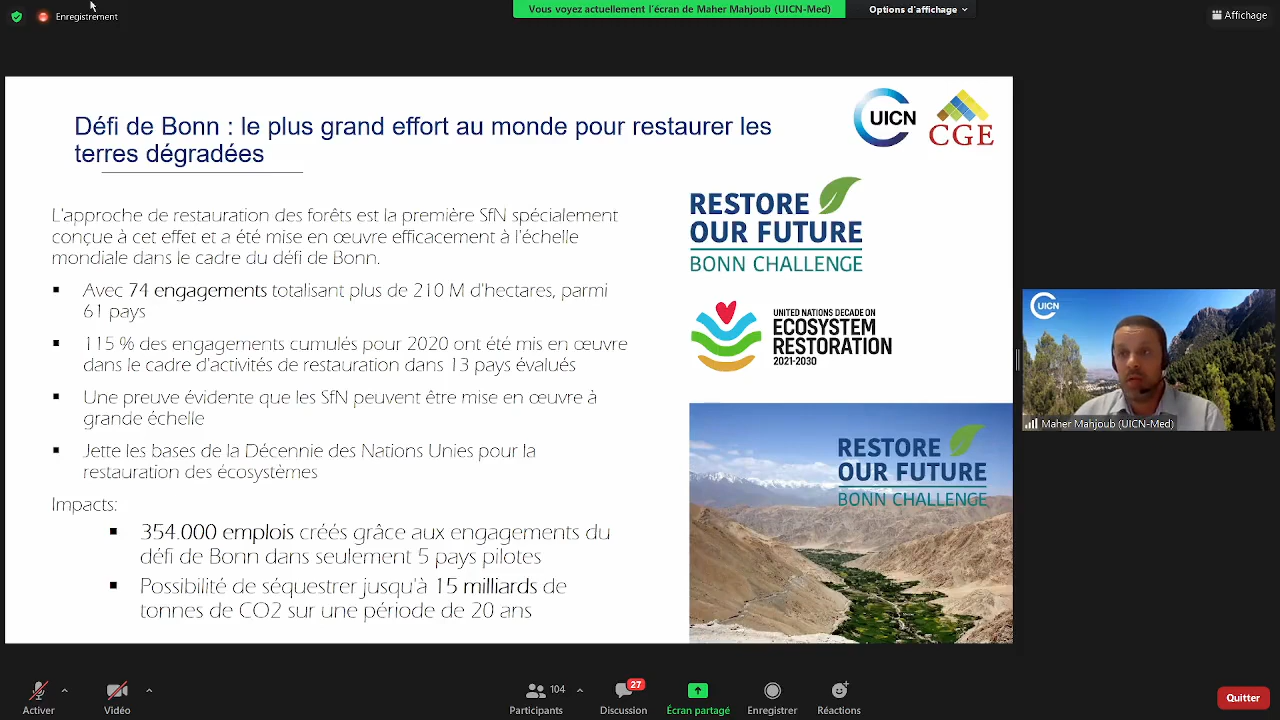 Enregistrement
Vous voyez actuellement l'écran de Maher Mahjoub (UICN-Med)
Options d'affichage
Affichage
Défi de Bonn : le plus grand effort au monde pour restaurer les
terres dégradées
UICN
CGE
L'approche de restauration des forêts est la première SfN spécialement
conçue à cet effet et a été mise en œuvre efficacement à l'échelle
mondiale dans le cadre du défi de Bonn.
▪ Avec 74 engagements totalisant plus de 210 M d'hectares, parmi
61 pays
▪ 115 % des engagements cumulés pour 2020 ont été mis en œuvre
dans le cadre d'activités de restauration dans 13 pays évalués
▪ Une preuve évidente que les SfN peuvent être mise en œuvre à
grande échelle
▪ Jette les bases de la Décennie des Nations Unies pour la
restauration des écosystèmes
Impacts:
▪ 354.000 emplois créés grâce aux engagements du
défi de Bonn dans seulement 5 pays pilotes
▪ Possibilité de séquestrer jusqu'à 15 milliards de
tonnes de CO2 sur une période de 20 ans
RESTORE
OUR FUTURE
BONN CHALLENGE
UNITED NATIONS DECADE ON
ECOSYSTEM
RESTORATION
2021-2030
RESTORE
OUR FUTURE
BONN CHALLENGE
UICN
Maher Mahjoub (UICN-Med)
Activer
Vidéo
104
Participants
27
Discussion
Écran partagé
Enregistrer
Réactions
Quitter